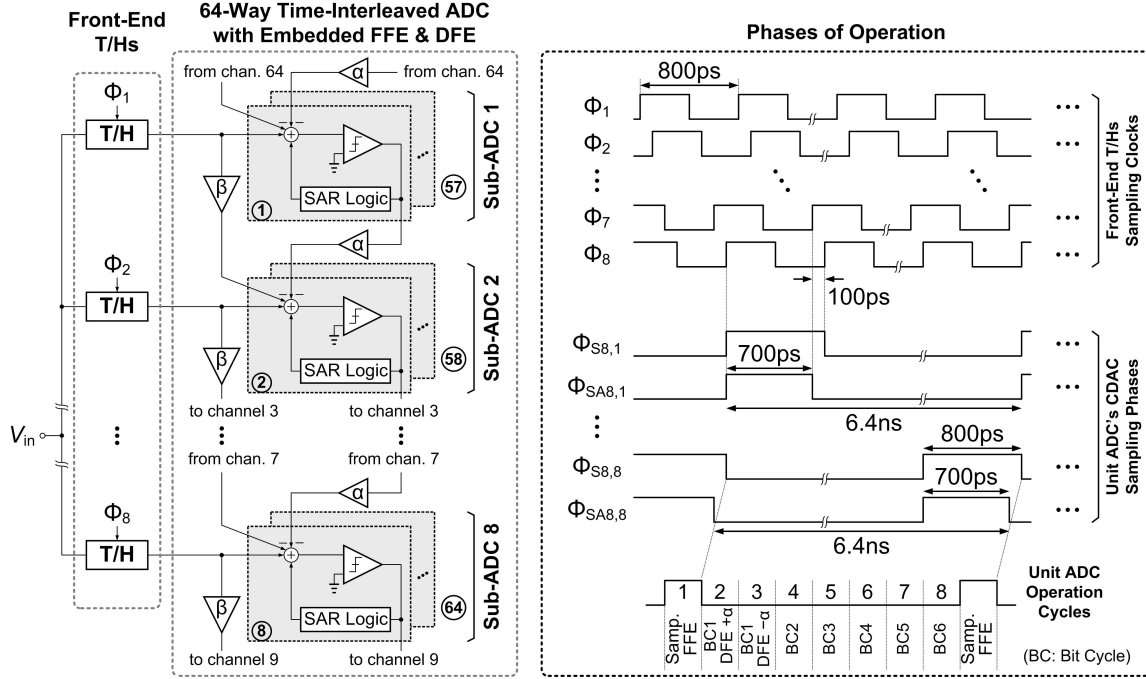 Front-End
T/Hs
64-Way Time-Interleaved ADC
with Embedded FFE & DFE
from chan. 64
α
from chan. 64
Φ1
T/H
β
SAR Logic
1
57
Sub-ADC 1
α
Φ2
T/H
β
SAR Logic
2
58
Sub-ADC 2
to channel 3
to channel 3
Vin
from chan. 7
from chan. 7
α
Φ8
T/H
β
SAR Logic
8
64
Sub-ADC 8
to channel 9
to channel 9
Phases of Operation
800ps
Φ1
Φ2
Φ7
Φ8
100ps
Front-End T/Hs
Sampling Clocks
ΦS8,1
700ps
ΦSA8,1
6.4ns
800ps
ΦS8,8
700ps
ΦSA8,8
6.4ns
Unit ADC's CDAC
Sampling Phases
1 2 3 4 5 6 7 8
Samp.
FFE
BC1
DFE +α
BC1
DFE −α
BC2
BC3
BC4
BC5
BC6
Samp.
FFE
Unit ADC
Operation
Cycles
(BC: Bit Cycle)